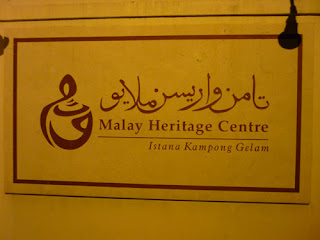 تامن واريسن ملايو
Malay Heritage Centre
Istana Kampong Gelam